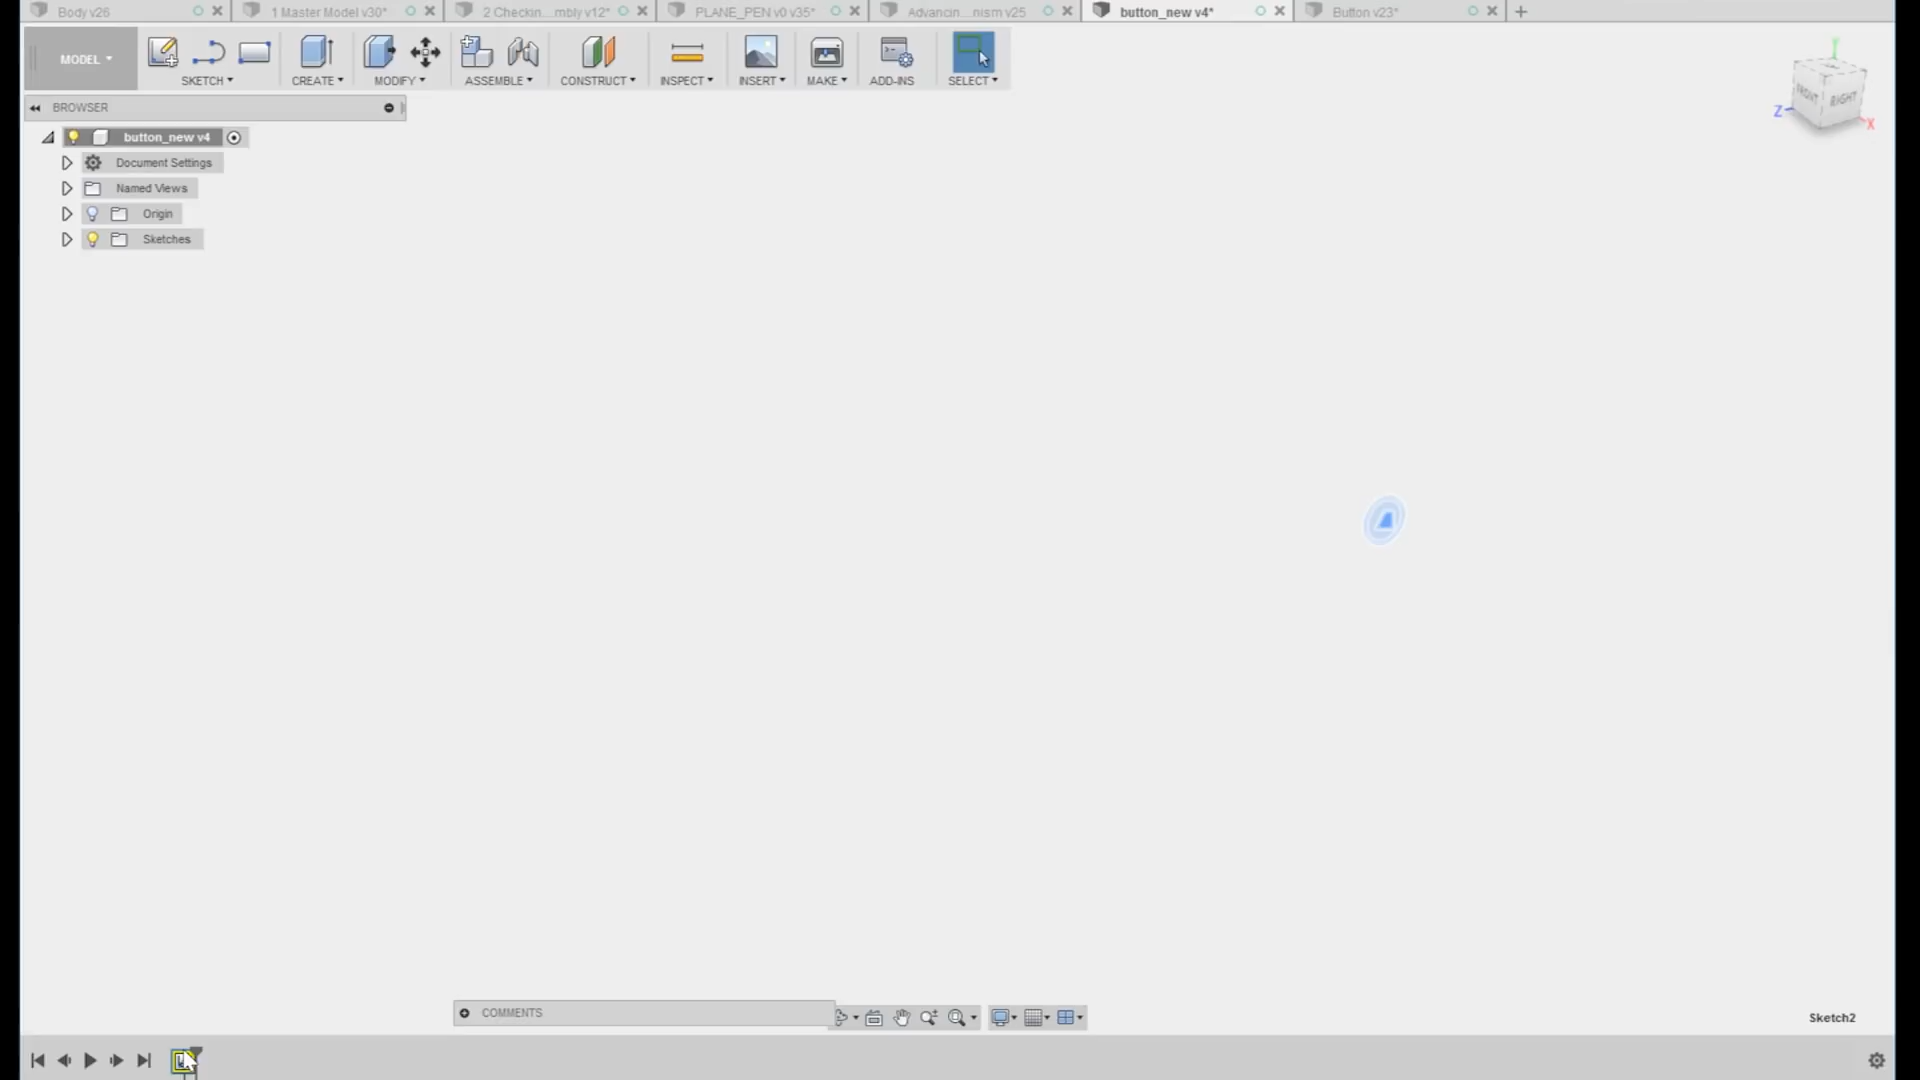 Body v26
1 Master Model v30*
2 Checkin...mbly v12*
PLANE_PEN v0 v35*
Advancin...nism v25
button_new v4*
Button v23*
MODEL
SKETCH
CREATE
MODIFY
ASSEMBLE
CONSTRUCT
INSPECT
INSERT
MAKE
ADD-INS
SELECT
FRONT
RIGHT
Y
Z
X
BROWSER
button_new v4
Document Settings
Named Views
Origin
Sketches
COMMENTS
Sketch2